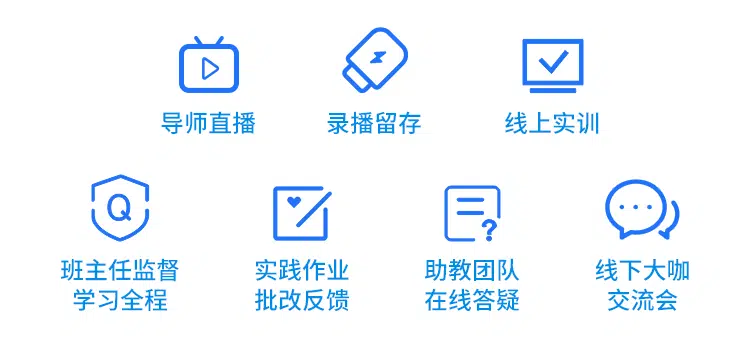 导师直播
录播留存
线上实训
Q
班主任监督
学习全程
实践作业
批改反馈
?
助教团队
在线答疑
线下大咖
交流会